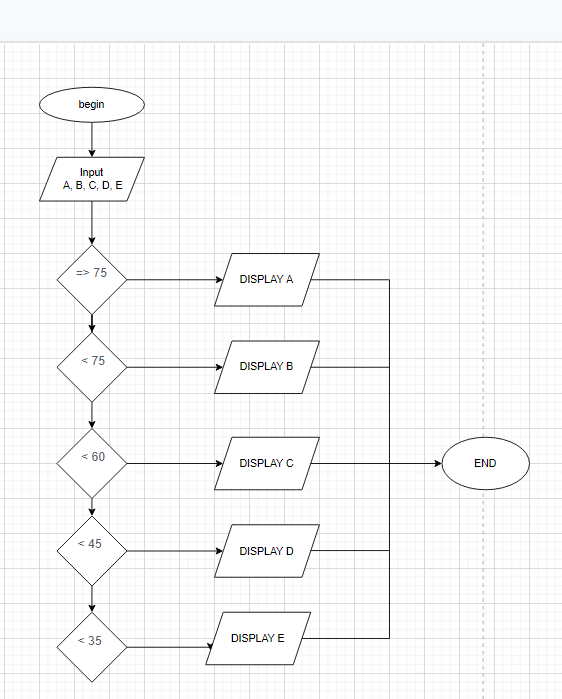 begin
Input
A, B, C, D, E
=> 75
DISPLAY A
< 75
DISPLAY B
< 60
DISPLAY C
END
< 45
DISPLAY D
< 35
DISPLAY E